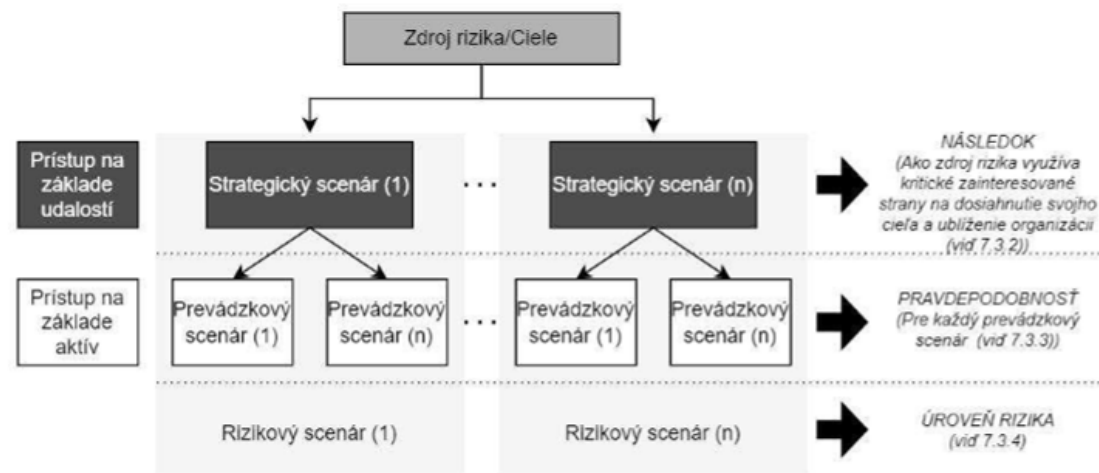 Zdroj rizika/Ciele
Prístup na
základe
udalostí
Strategický scenár (1)
...
Strategický scenár (n)
NÁSLEDOK
(Ako zdroj rizika využíva
kritické zainteresované
strany na dosiahnutie svojho
cieľa a ublíženie organizácii
(viď 7.3.2))
Prístup na
základe
aktív
Prevádzkový
scenár (1)
Prevádzkový
scenár (n)
...
Prevádzkový
scenár (1)
Prevádzkový
scenár (n)
PRAVDEPODOBNOSŤ
(Pre každý prevádzkový
scenár (viď 7.3.3))
Rizikový scenár (1)
Rizikový scenár (n)
ÚROVEŇ RIZIKA
(viď 7.3.4)